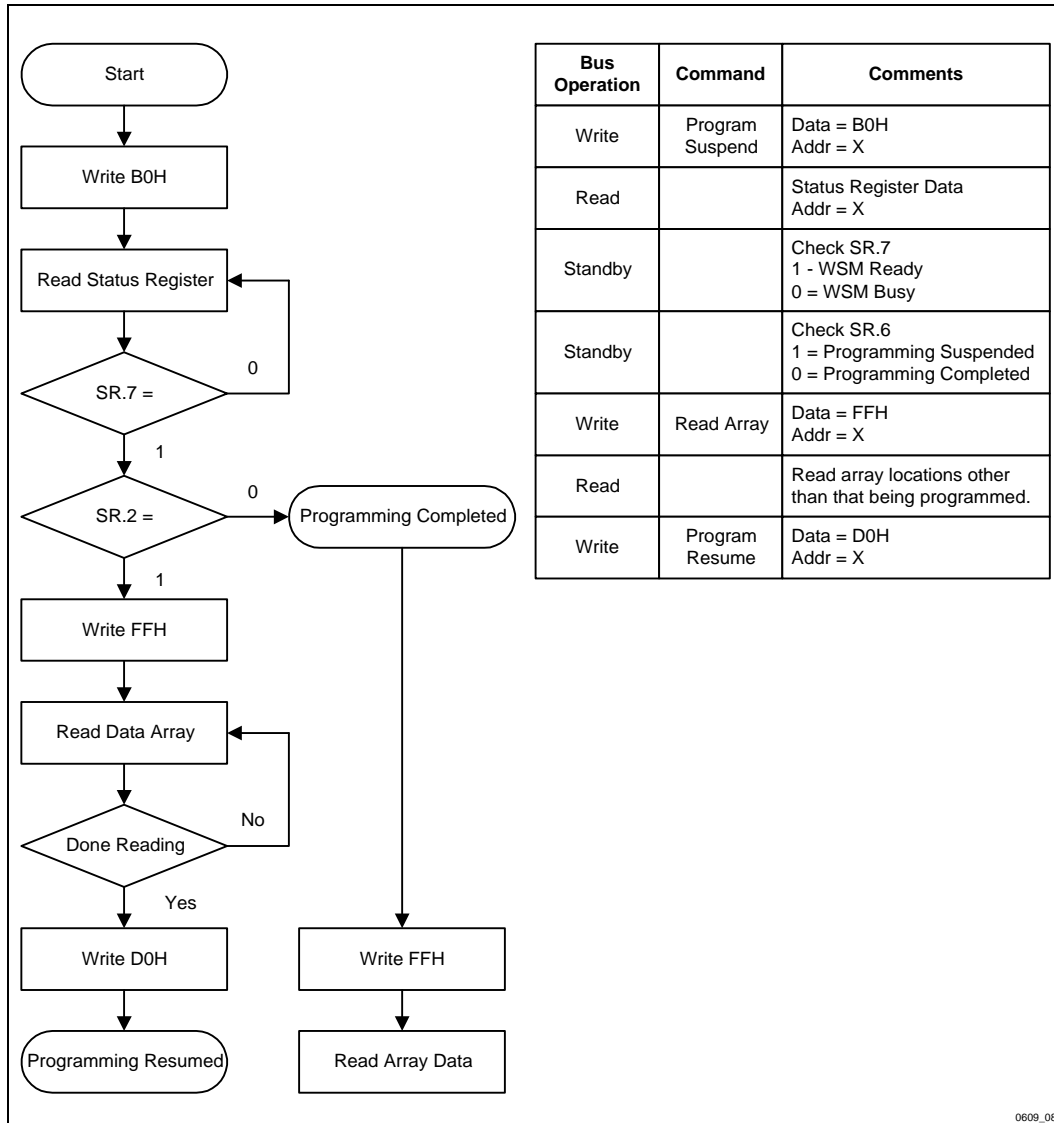 Start
Write B0H
Read Status Register
0
SR.7 =
1
0
SR.2 =
Programming Completed
1
Write FFH
Read Data Array
No
Done Reading
Yes
Write D0H
Write FFH
Programming Resumed
Read Array Data
Bus
Operation
Command
Comments
Write
Program
Suspend
Data = B0H
Addr = X
Read
Status Register Data
Addr = X
Standby
Check SR.7
1 - WSM Ready
0 = WSM Busy
Standby
Check SR.6
1 = Programming Suspended
0 = Programming Completed
Write
Read Array
Data = FFH
Addr = X
Read
Read array locations other
than that being programmed.
Write
Program
Resume
Data = D0H
Addr = X
0609_08